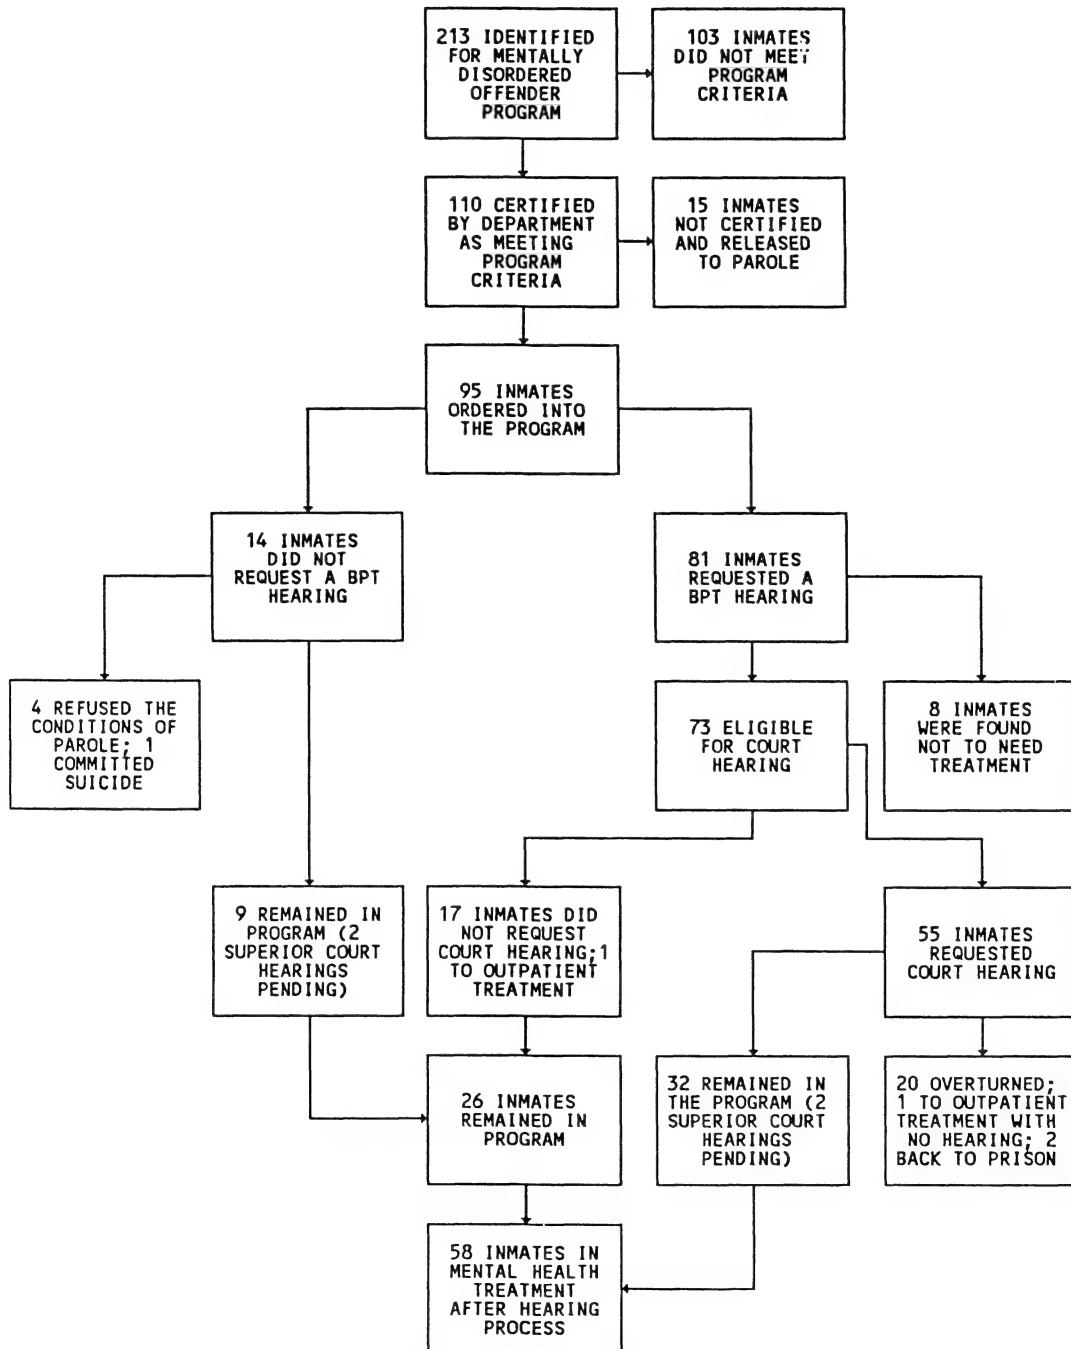 213 IDENTIFIED
FOR MENTALLY
DISORDERED
OFFENDER
PROGRAM
103 INMATES
DID NOT MEET
PROGRAM
CRITERIA
110 CERTIFIED
BY DEPARTMENT
AS MEETING
PROGRAM
CRITERIA
15 INMATES
NOT CERTIFIED
AND RELEASED
TO PAROLE
95 INMATES
ORDERED INTO
THE PROGRAM
14 INMATES
DID NOT
REQUEST A BPT
HEARING
81 INMATES
REQUESTED A
BPT HEARING
4 REFUSED THE
CONDITIONS OF
PAROLE; 1
COMMITTED
SUICIDE
73 ELIGIBLE
FOR COURT
HEARING
8 INMATES
WERE FOUND
NOT TO NEED
TREATMENT
9 REMAINED IN
PROGRAM (2
SUPERIOR COURT
HEARINGS
PENDING)
17 INMATES DID
NOT REQUEST
COURT HEARING;1
TO OUTPATIENT
TREATMENT
55 INMATES
REQUESTED
COURT HEARING
26 INMATES
REMAINED IN
PROGRAM
32 REMAINED IN
THE PROGRAM (2
SUPERIOR COURT
HEARINGS
PENDING)
20 OVERTURNED;
1 TO OUTPATIENT
TREATMENT WITH
NO HEARING; 2
BACK TO PRISON
58 INMATES IN
MENTAL HEALTH
TREATMENT
AFTER HEARING
PROCESS